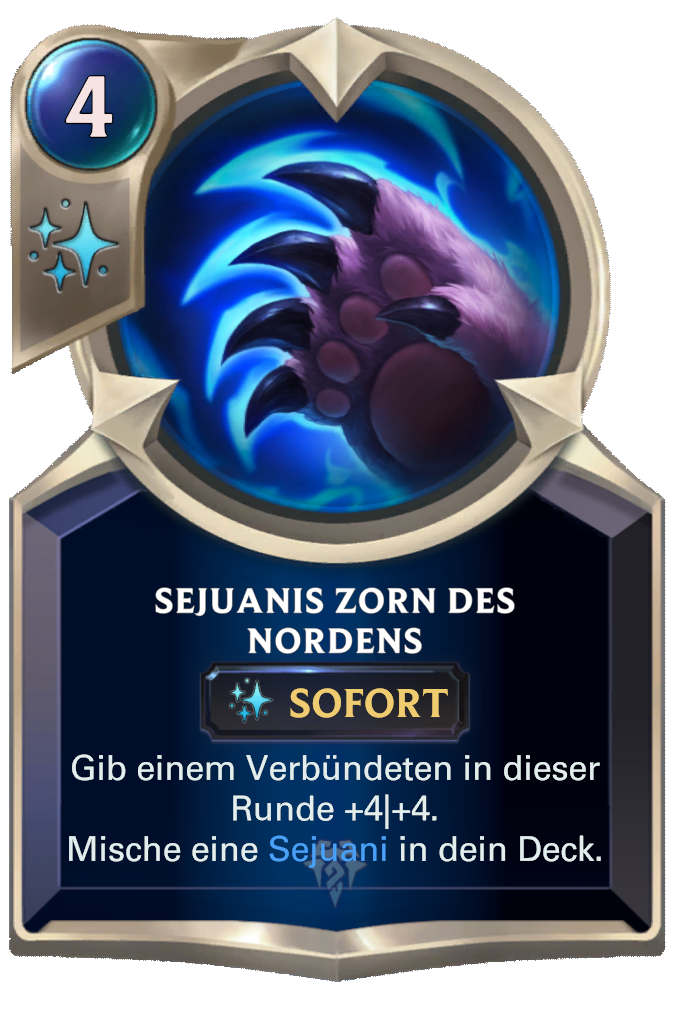 4
SEJUANIS ZORN DES
NORDENS
SOFORT
Gib einem Verbündeten in dieser
Runde +4|+4.
Mische eine Sejuani in dein Deck.